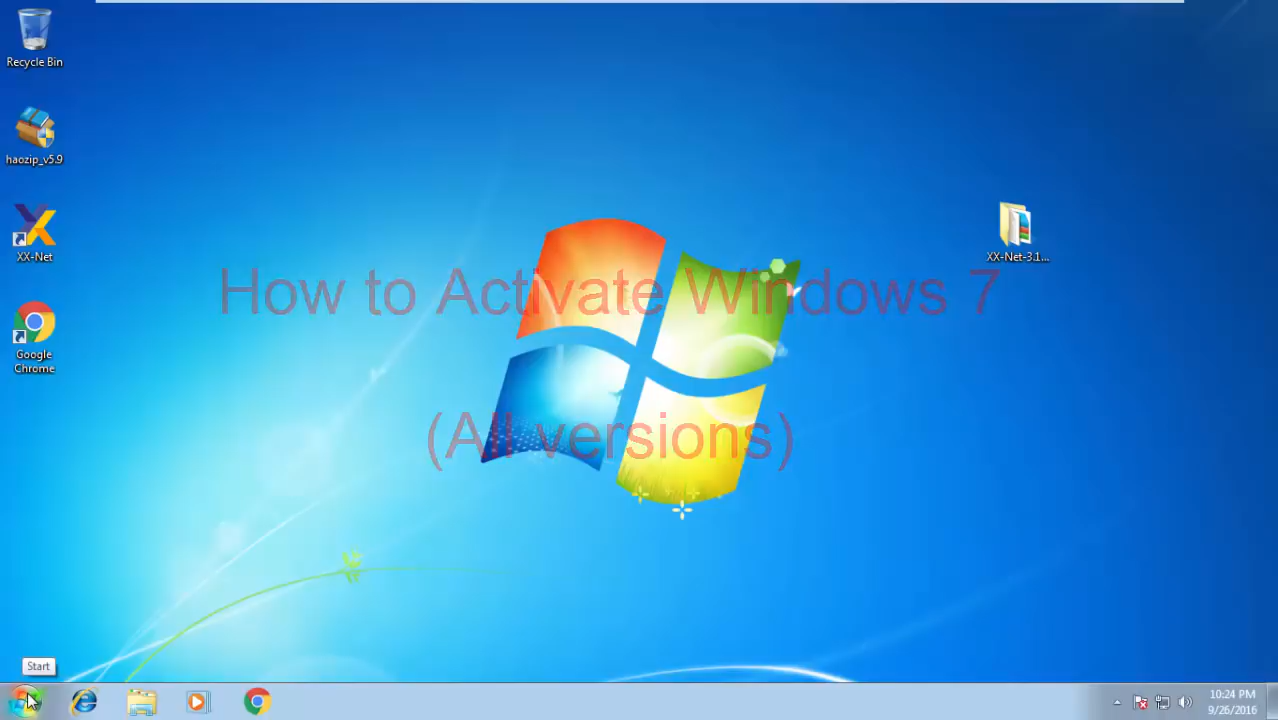 Recycle Bin
haozip_v5.9
XX-Net
Google
Chrome
XX-Net-3.1...
How to Activate Windows 7
(All versions)
Start
10:24 PM
9/26/2016